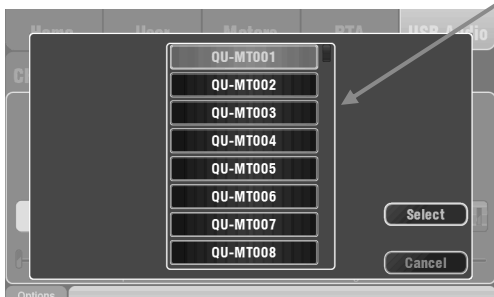 Home User Meters RTA USB Audio
QU-MT001
QU-MT002
QU-MT003
QU-MT004
QU-MT005
QU-MT006
QU-MT007
QU-MT008
Select
Cancel
Options